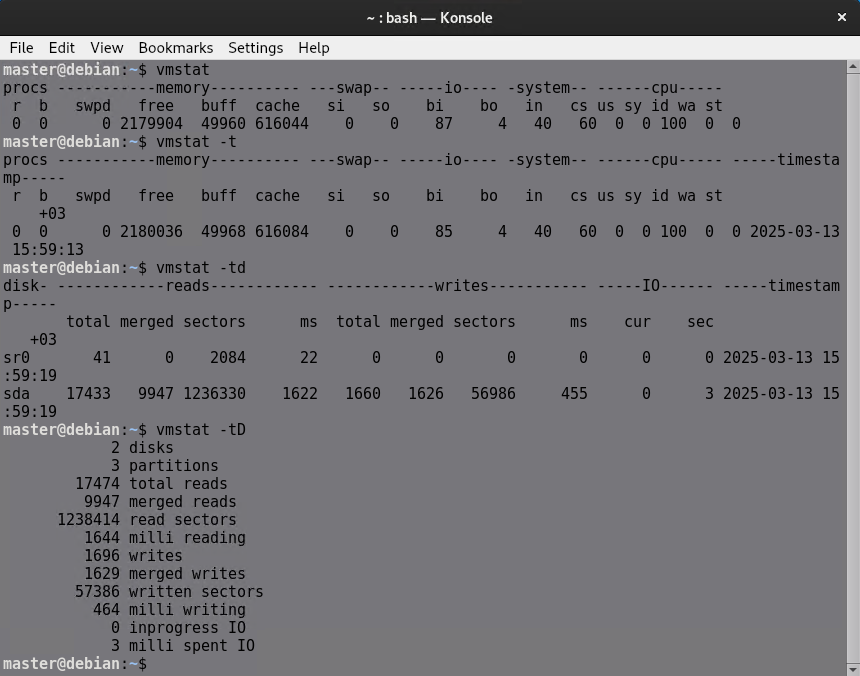 ~ : bash — Konsole
File Edit View Bookmarks Settings Help
master@debian:~$ vmstat
procs -----------memory---------- ---swap-- -----io---- -system-- ------cpu-----
 r  b   swpd   free   buff  cache   si   so    bi    bo   in   cs us sy id wa st
 0  0      0 2179904  49960 616044    0    0    87     4   40   60  0  0 100  0  0
master@debian:~$ vmstat -t
procs -----------memory---------- ---swap-- -----io---- -system-- ------cpu----- -----timesta
mp-----
 r  b   swpd   free   buff  cache   si   so    bi    bo   in   cs us sy id wa st
    +03
 0  0      0 2180036  49968 616084    0    0    85     4   40   60  0  0 100  0  0 2025-03-13
 15:59:13
master@debian:~$ vmstat -td
disk- ------------reads------------ ------------writes----------- -----IO------ -----timestam
p-----
       total merged sectors      ms  total merged sectors      ms    cur    sec
   +03
sr0       41      0    2084      22      0      0       0       0      0      0 2025-03-13 15
:59:19
sda    17433   9947 1236330    1622   1660   1626   56986     455      0      3 2025-03-13 15
:59:19
master@debian:~$ vmstat -tD
            2 disks
            3 partitions
        17474 total reads
         9947 merged reads
      1238414 read sectors
         1644 milli reading
         1696 writes
         1629 merged writes
        57386 written sectors
          464 milli writing
            0 inprogress IO
            3 milli spent IO
master@debian:~$